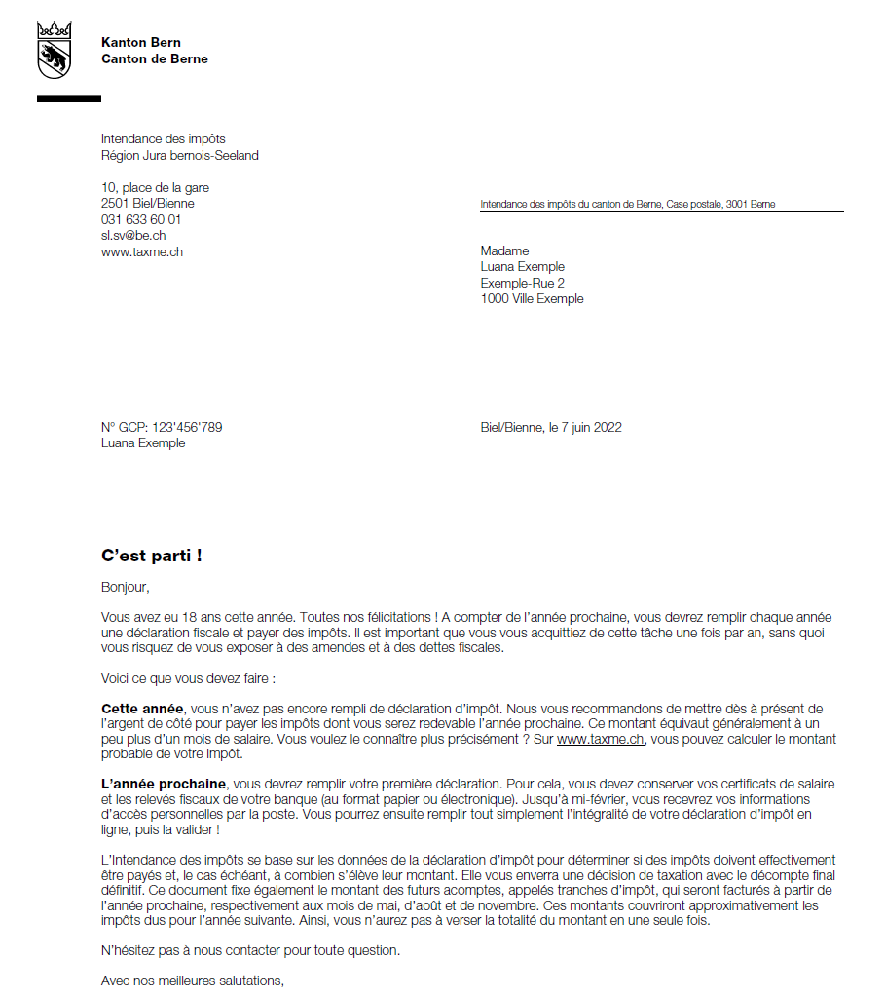 Kanton Bern
Canton de Berne
Intendance des impôts
Région Jura bernois-Seeland
10, place de la gare
2501 Biel/Bienne
031 633 60 01
sl.sv@be.ch
www.taxme.ch
Intendance des impôts du canton de Berne, Case postale, 3001 Berne
Madame
Luana Exemple
Exemple-Rue 2
1000 Ville Exemple
N° GCP: 123'456'789
Luana Exemple
Biel/Bienne, le 7 juin 2022
C'est parti !
Bonjour,
Vous avez eu 18 ans cette année. Toutes nos félicitations ! A compter de l'année prochaine, vous devrez remplir chaque année
une déclaration fiscale et payer des impôts. Il est important que vous vous acquittiez de cette tâche une fois par an, sans quoi
vous risquez de vous exposer à des amendes et à des dettes fiscales.
Voici ce que vous devez faire :
Cette année, vous n'avez pas encore rempli de déclaration d'impôt. Nous vous recommandons de mettre dès à présent de
l'argent de côté pour payer les impôts dont vous serez redevable l'année prochaine. Ce montant équivaut généralement à un
peu plus d'un mois de salaire. Vous voulez le connaître plus précisément ? Sur www.taxme.ch, vous pouvez calculer le montant
probable de votre impôt.
L'année prochaine, vous devrez remplir votre première déclaration. Pour cela, vous devez conserver vos certificats de salaire
et les relevés fiscaux de votre banque (au format papier ou électronique). Jusqu'à mi-février, vous recevrez vos informations
d'accès personnelles par la poste. Vous pourrez ensuite remplir tout simplement l'intégralité de votre déclaration d'impôt en
ligne, puis la valider !
L'Intendance des impôts se base sur les données de la déclaration d'impôt pour déterminer si des impôts doivent effectivement
être payés et, le cas échéant, à combien s'élève leur montant. Elle vous enverra une décision de taxation avec le décompte final
définitif. Ce document fixe également le montant des futurs acomptes, appelés tranches d'impôt, qui seront facturés à partir de
l'année prochaine, respectivement aux mois de mai, d'août et de novembre. Ces montants couvriront approximativement les
impôts dus pour l'année suivante. Ainsi, vous n'aurez pas à verser la totalité du montant en une seule fois.
N'hésitez pas à nous contacter pour toute question.
Avec nos meilleures salutations,